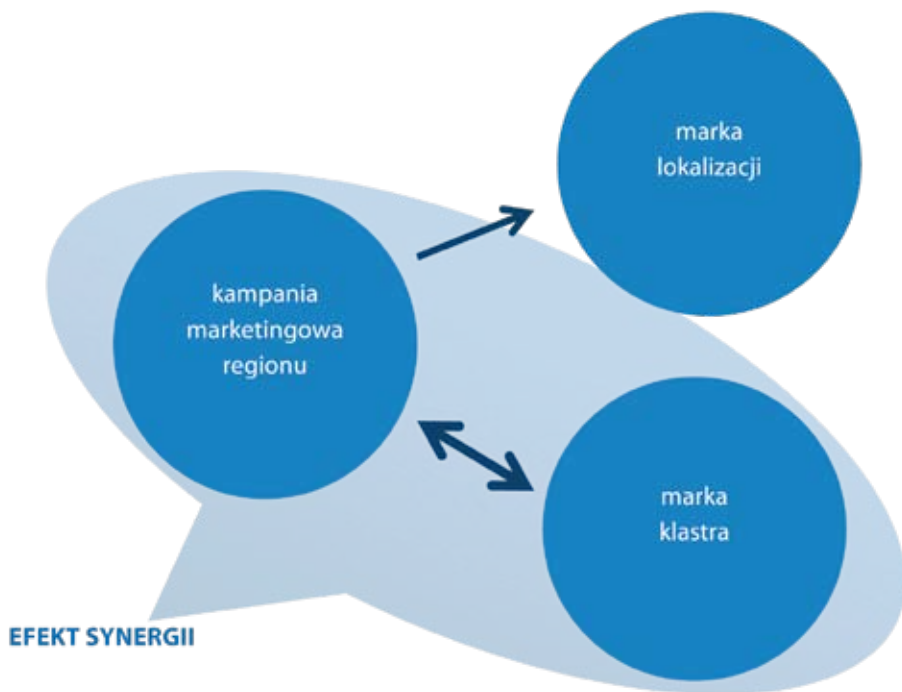 marka
lokalizacji
kampania
marketingowa
regionu
marka
klastra
EFEKT SYNERGII